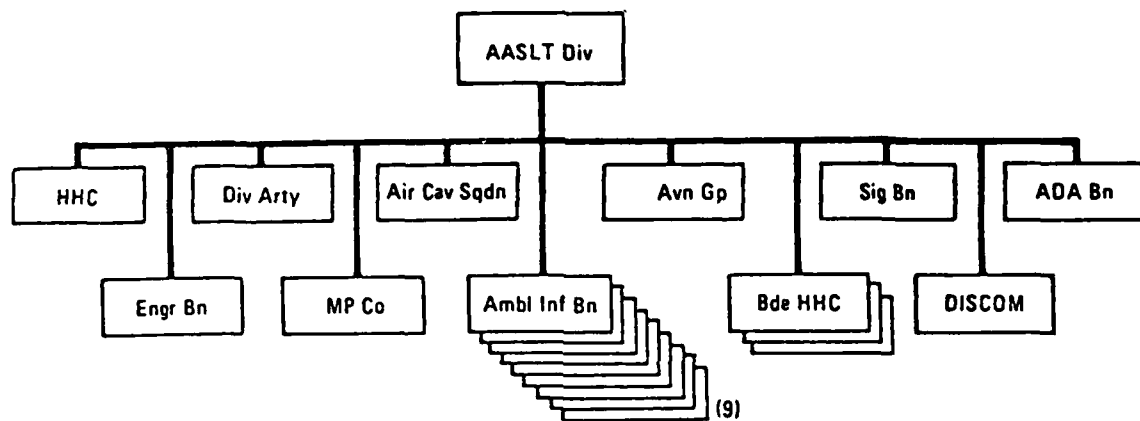 AASLT Div
HHC
Div Arty
Air Cav Sqdn
Avn Gp
Sig Bn
ADA Bn
Engr Bn
MP Co
Ambl Inf Bn
Bde HHC
DISCOM
(9)